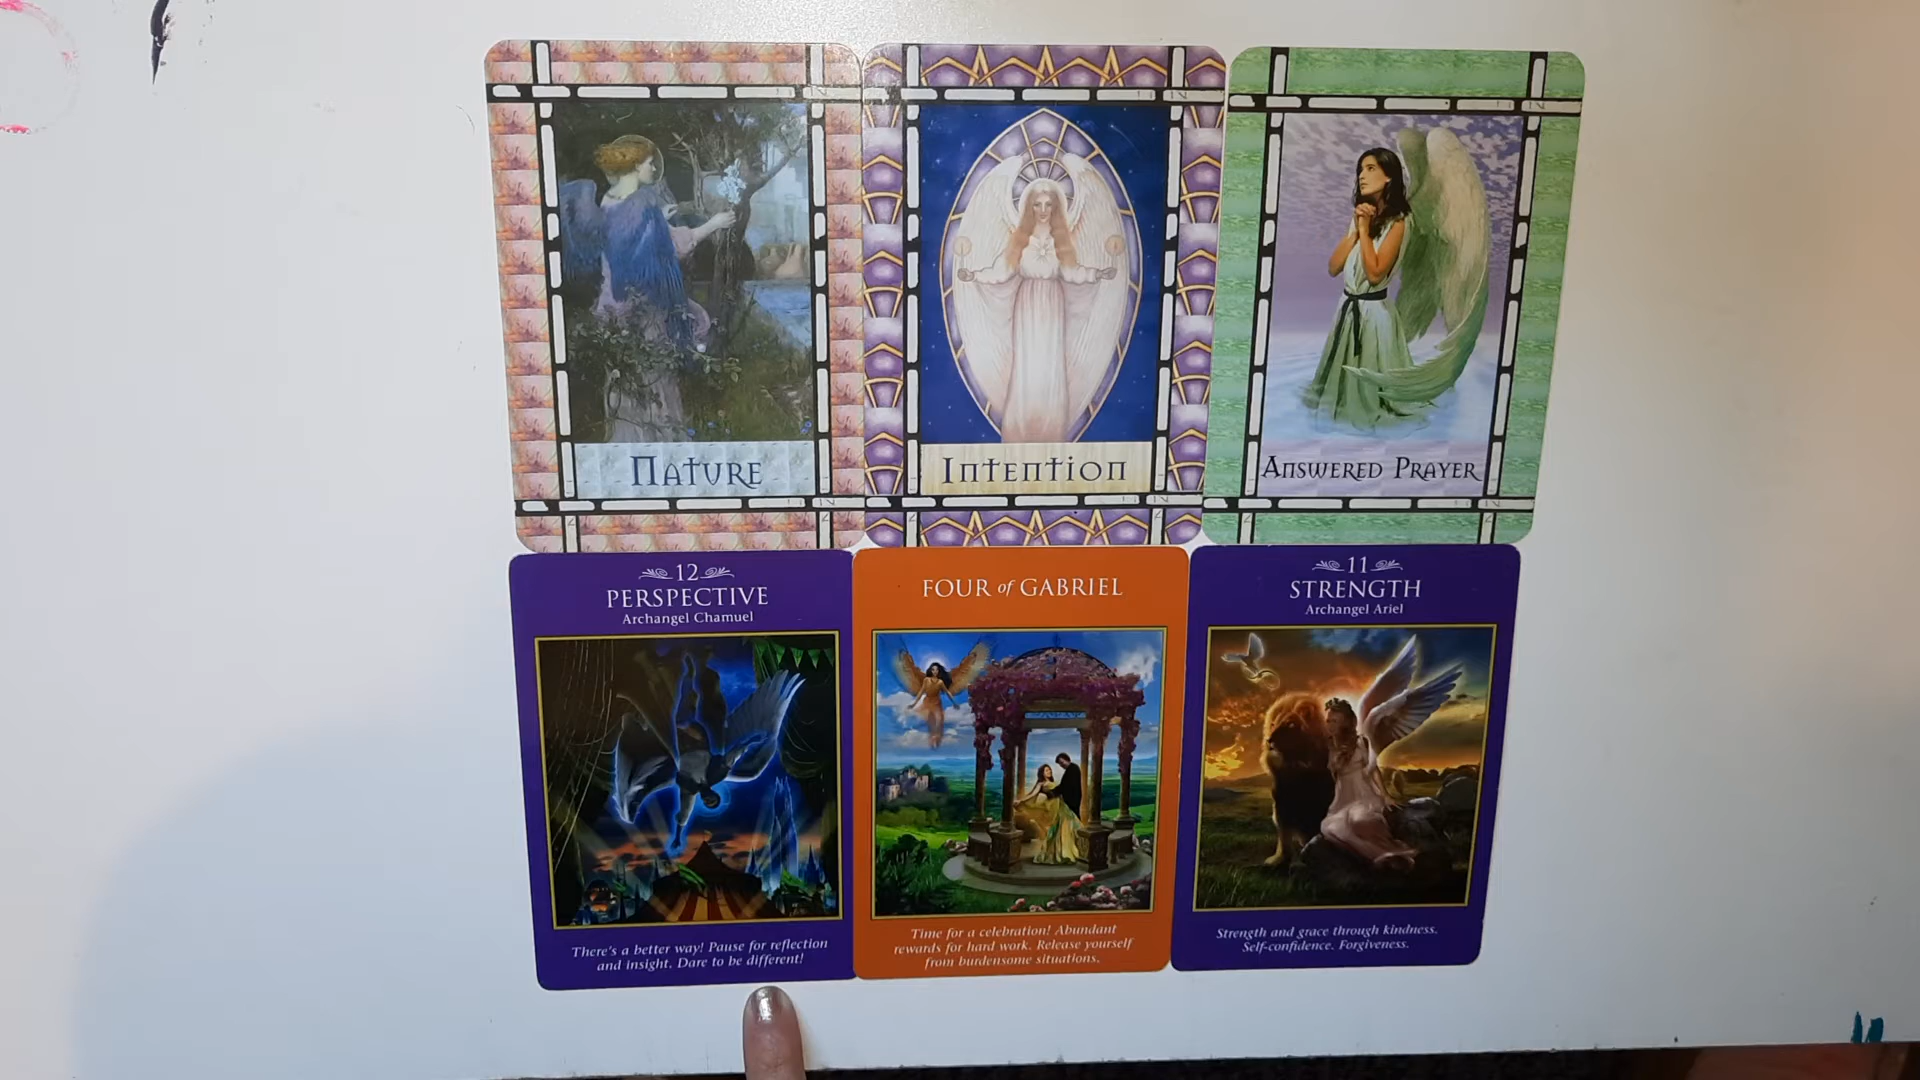 Nature
Intention
Answered Prayer
12
PERSPECTIVE
Archangel Chamuel
There's a better way! Pause for reflection
and insight. Dare to be different!
FOUR of GABRIEL
Time for a celebration! Abundant
rewards for hard work. Release yourself
from burdensome situations.
11
STRENGTH
Archangel Ariel
Strength and grace through kindness.
Self-confidence. Forgiveness.